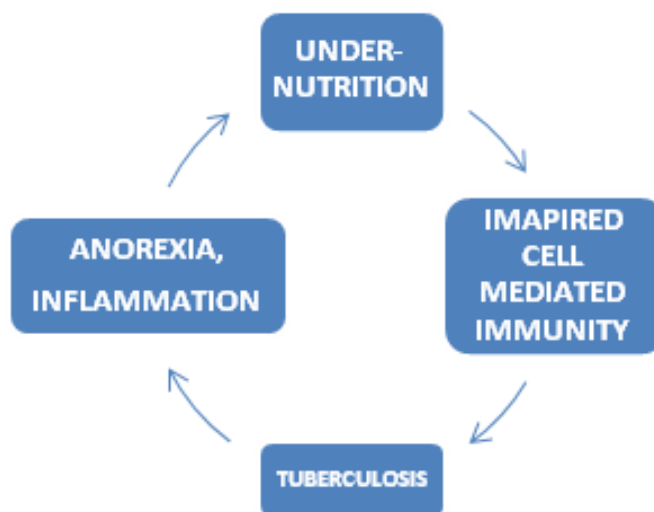 UNDER-
NUTRITION
IMAPIRED
CELL
MEDIATED
IMMUNITY
TUBERCULOSIS
ANOREXIA,
INFLAMMATION